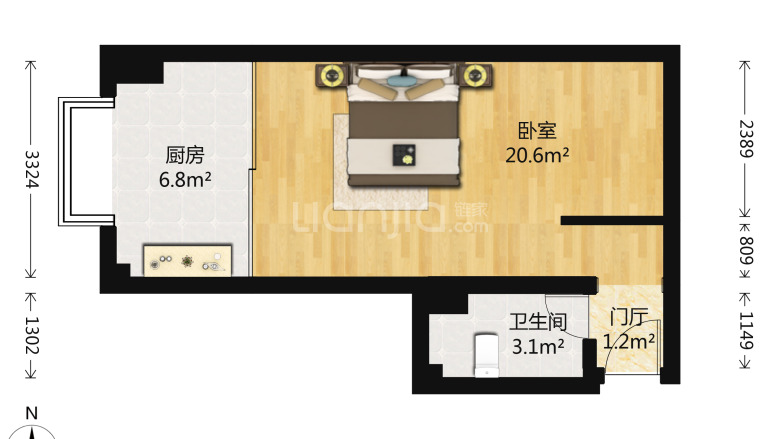 厨房
6.8m²
卧室
20.6m²
lianjia
链家
.com
卫生间
3.1m²
门厅
1.2m²
3324
1302
2389
809
1149
N